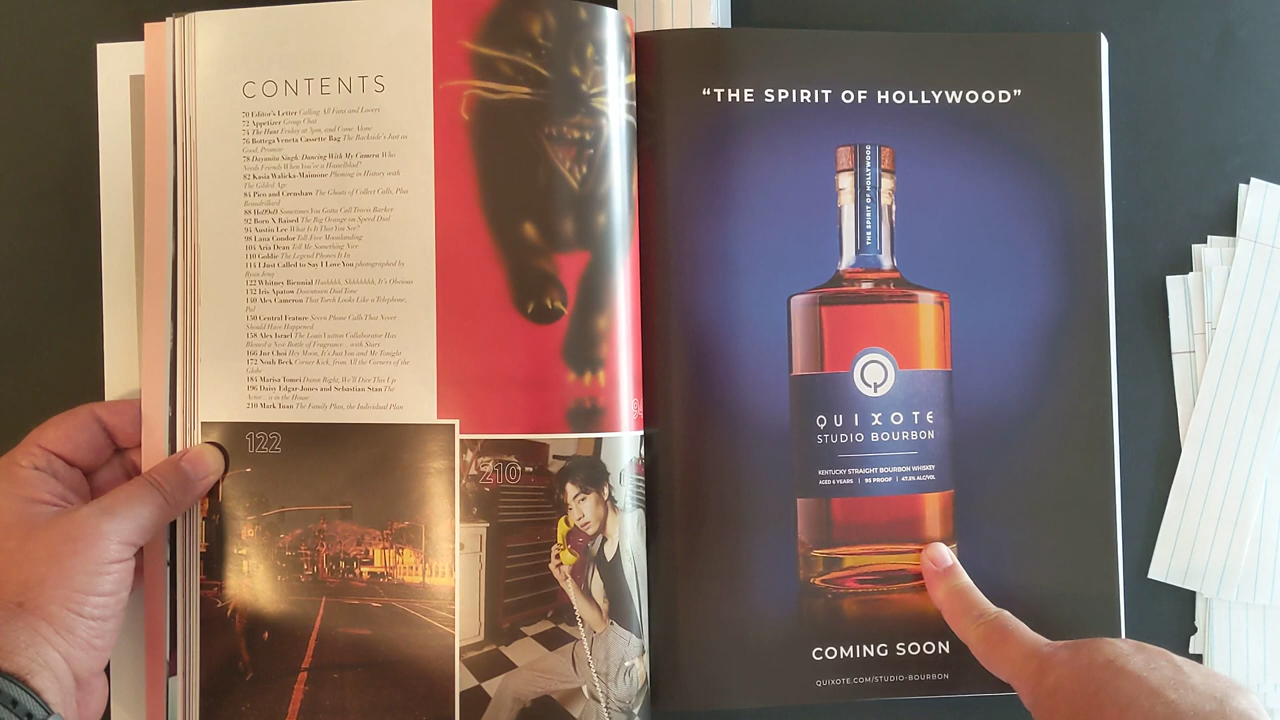 CONTENTS
70 Editor's Letter Calling All Fans and Lovers
72 Appetizer Group Chat
74 The Hunt Friday at 5pm, and Come Alone
76 Bottega Veneta Cassette Bag The Backside's Just as
Good, Promise
78 Dayanita Singh: Dancing With My Camera Who
Needs Friends When You've a Hasselblad?
82 Kasia Walicka-Maimone Phoning in History with
The Gilded Age
84 Pico and Crenshaw The Ghosts of Collect Calls, Plus
Baudrillard
88 Sometimes You Gotta Call Travis Barker
92 Born X Raised The Big Orange on Speed Dial
94 Austin Lee What Is It That You See?
98 Lana Condor Toll-Free Moonlanding
104 Aria Dean Tell Me Something Nice
110 Goldie The Legend Phones It In
114 I Just Called to Say I Love You photographed by
Ryan Jeng
122 Whitney Biennial Hushhhh, Shhhhhhh, It's Obvious
132 Iris Apatow Downtown Dial Tone
140 Alex Cameron That Torch Looks Like a Telephone,
Pal
150 Central Feature Seven Phone Calls That Never
Should Have Happened
158 Alex Israel The Louis Vuitton Collaborator Has
Blessed a New Bottle of Fragrance... with Stars
166 Jur Choi Hey Moon, It's Just You and Me Tonight
172 Noah Beck Corner Kick, from All the Corners of the
Globe
184 Marisa Tomei Damn Right, We'll Dice This Up
196 Daisy Edgar-Jones and Sebastian Stan The
Actor... is in the House
210 Mark Tuan The Family Plan, the Individual Plan
122
210
"THE SPIRIT OF HOLLYWOOD"
THE SPIRIT OF HOLLYWOOD
QUIXOTE
STUDIO BOURBON
KENTUCKY STRAIGHT BOURBON WHISKEY
AGED 6 YEARS | 95 PROOF | 47.5% ALC/VOL
COMING SOON
QUIXOTE.COM/STUDIO-BOURBON